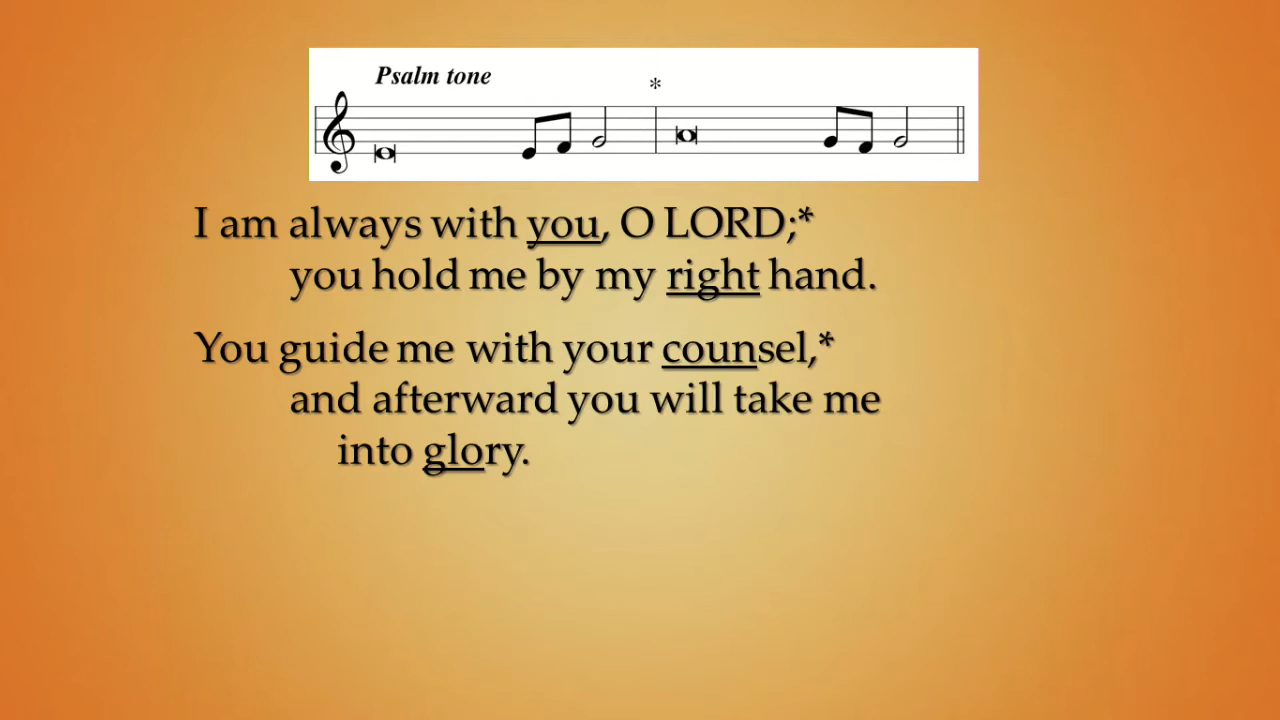 Psalm tone
*
I am always with you, O LORD;*
you hold me by my right hand.
You guide me with your counsel,*
and afterward you will take me
into glory.